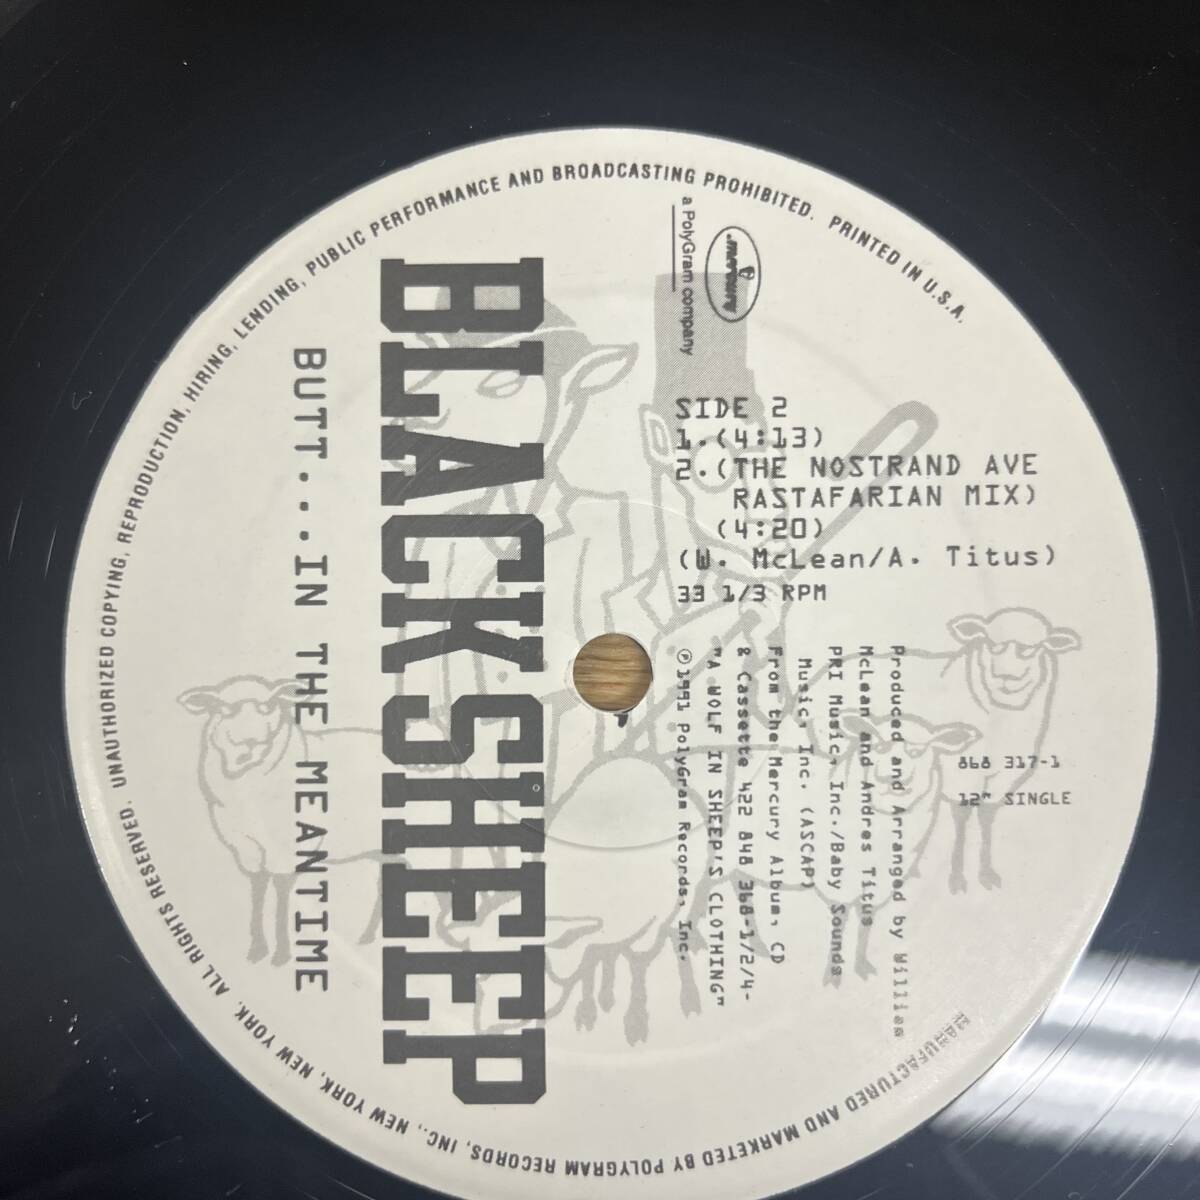 mercury
a PolyGram company
BLACK SHEEP
BUTT...IN THE MEANTIME
SIDE 2
1.(4:13)
2.(THE NOSTRAND AVE
RASTAFARIAN MIX)
(4:20)
(W. McLean/A. Titus)
33 1/3 RPM
868 317-1
12" SINGLE
Produced and Arranged by William
McLean and Andres Titus
PRI Music, Inc./Baby Sounds
Music, Inc. (ASCAP)
From the Mercury Album, CD
& Cassette 422 848 368-1/2/4-
"A WOLF IN SHEEP'S CLOTHING"
℗1991 PolyGram Records, Inc.
MANUFACTURED AND MARKETED BY POLYGRAM RECORDS, INC., NEW YORK, NEW YORK. ALL RIGHTS RESERVED. UNAUTHORIZED COPYING, REPRODUCTION, HIRING, LENDING, PUBLIC PERFORMANCE AND BROADCASTING PROHIBITED. PRINTED IN U.S.A.